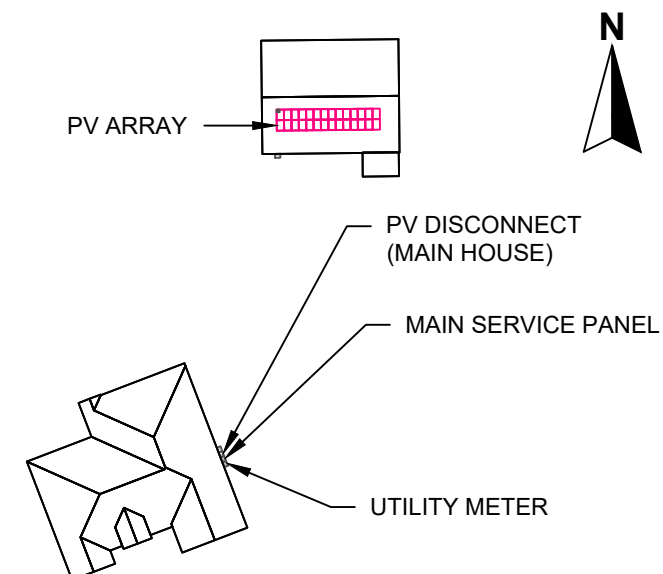 N
PV ARRAY
PV DISCONNECT
(MAIN HOUSE)
MAIN SERVICE PANEL
UTILITY METER